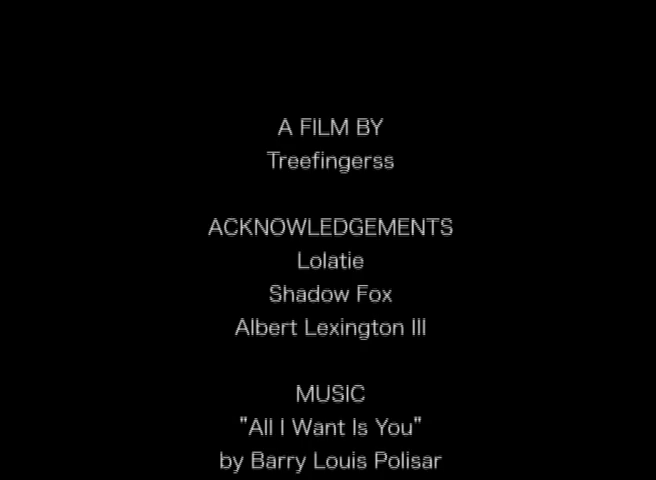 A FILM BY
Treefingerss
ACKNOWLEDGEMENTS
Lolatie
Shadow Fox
Albert Lexington III
MUSIC
"All I Want Is You"
by Barry Louis Polisar